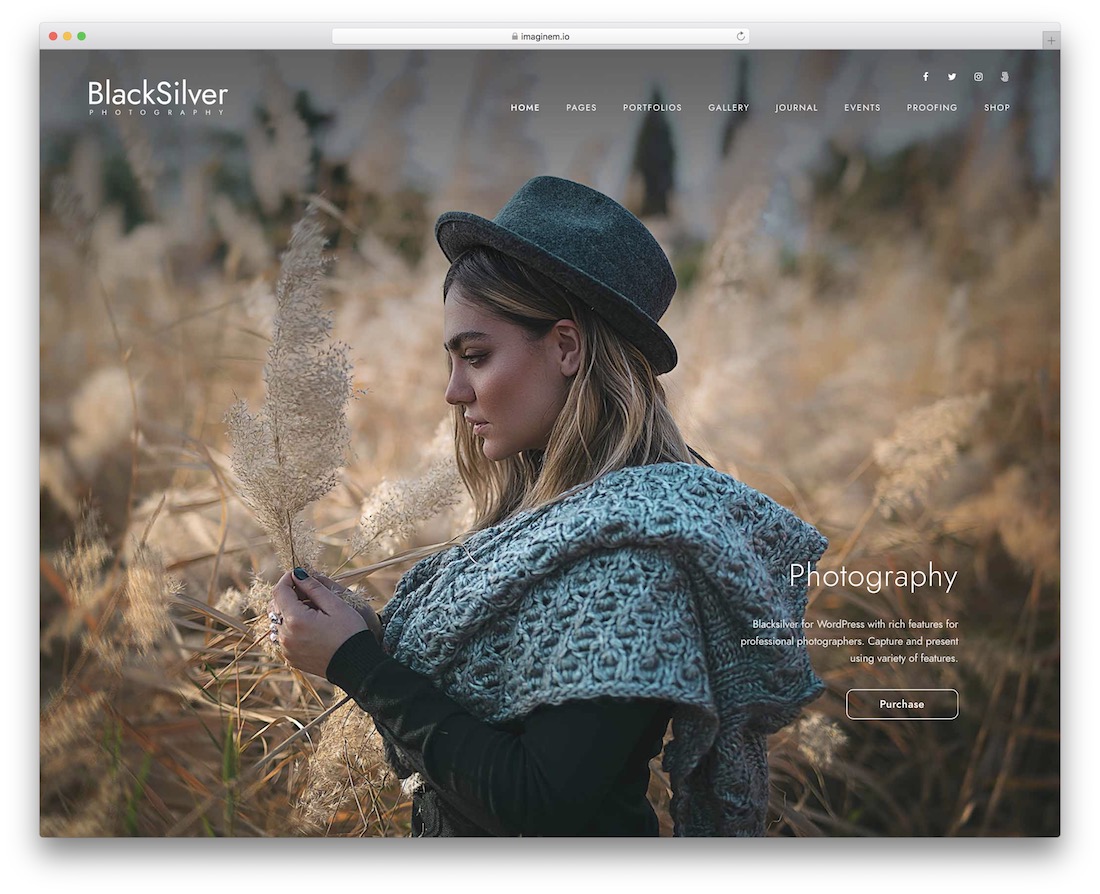 imaginem.io
BlackSilver
PHOTOGRAPHY
HOME PAGES PORTFOLIOS GALLERY JOURNAL EVENTS PROOFING SHOP
Photography
Blacksilver for WordPress with rich features for
professional photographers. Capture and present
using variety of features.
Purchase